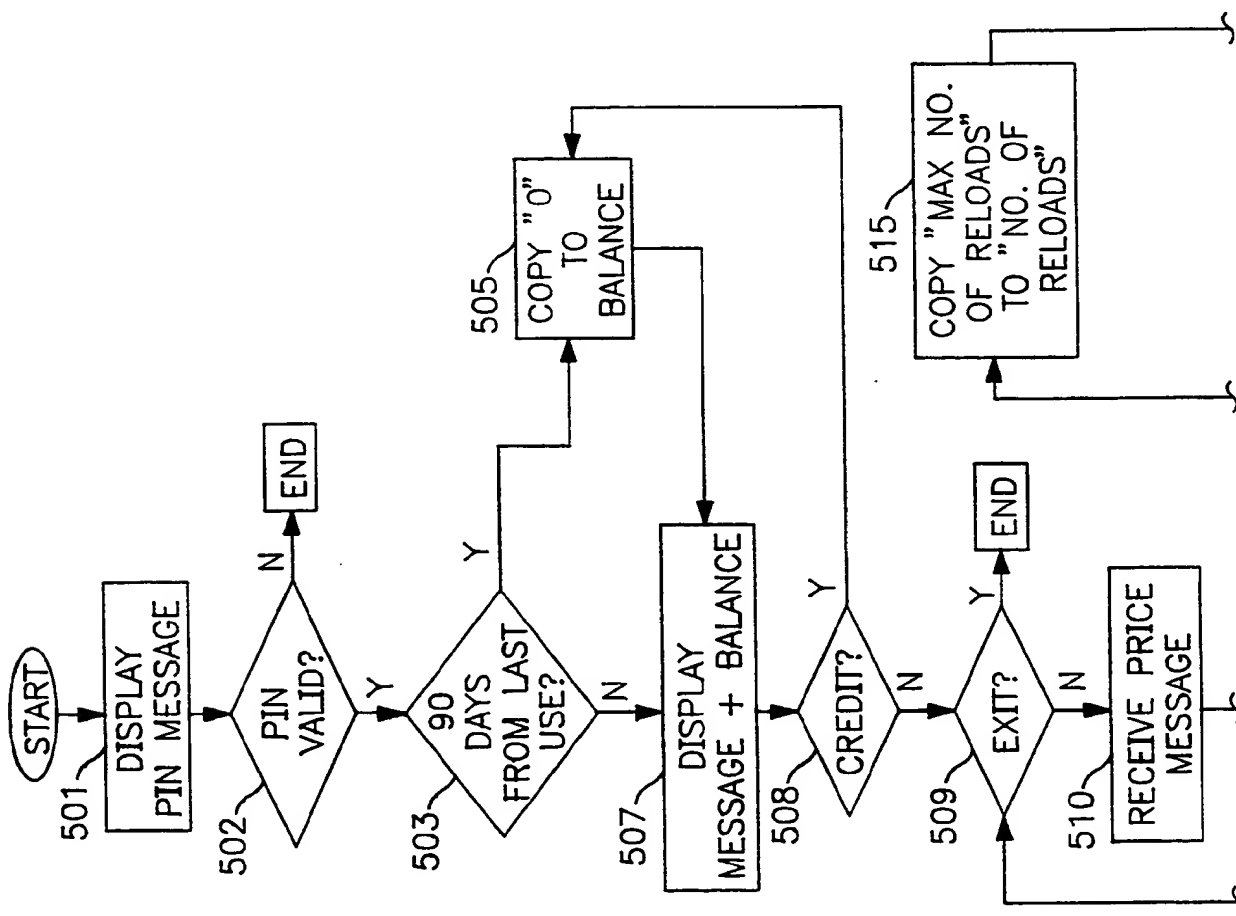 START
501
DISPLAY
PIN MESSAGE
502
PIN
VALID?
N
END
Y
503
90
DAYS
FROM LAST
USE?
Y
N
505
COPY "0"
TO
BALANCE
507
DISPLAY
MESSAGE + BALANCE
508
CREDIT?
Y
N
509
EXIT?
Y
END
N
510
RECEIVE PRICE
MESSAGE
515
COPY "MAX NO.
OF RELOADS"
TO "NO. OF
RELOADS"